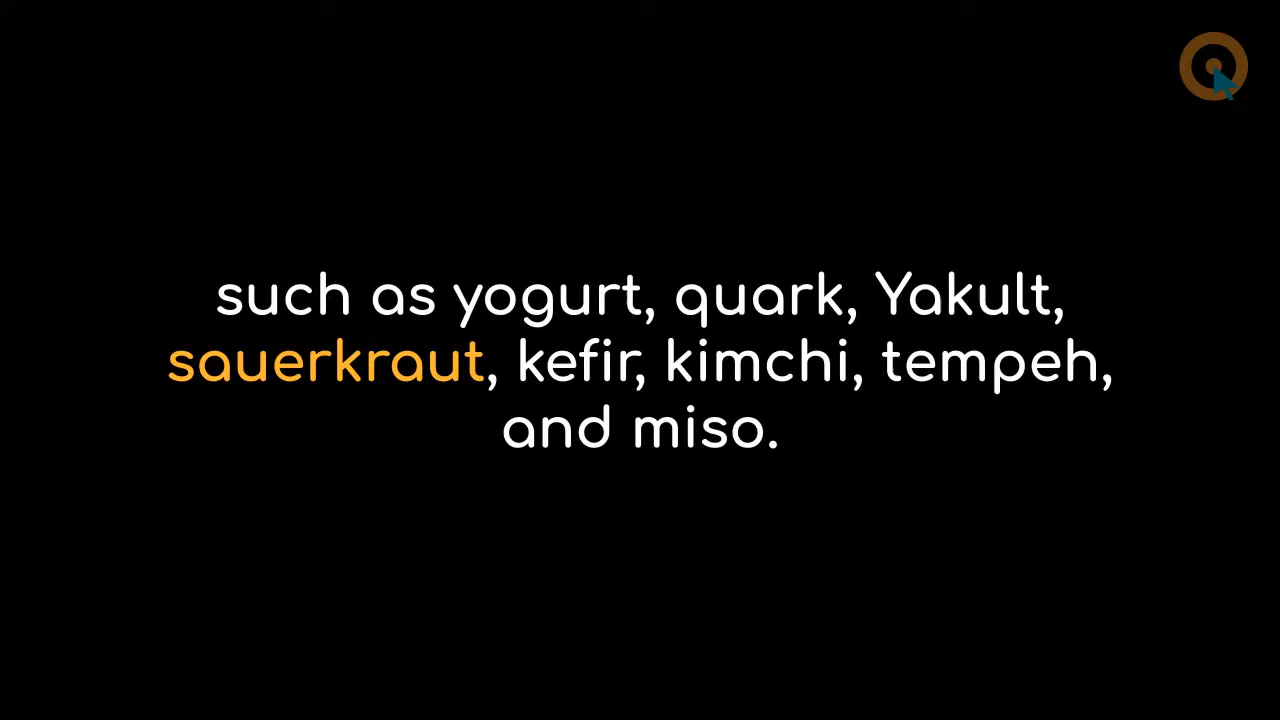 such as yogurt, quark, Yakult,
sauerkraut, kefir, kimchi, tempeh,
and miso.